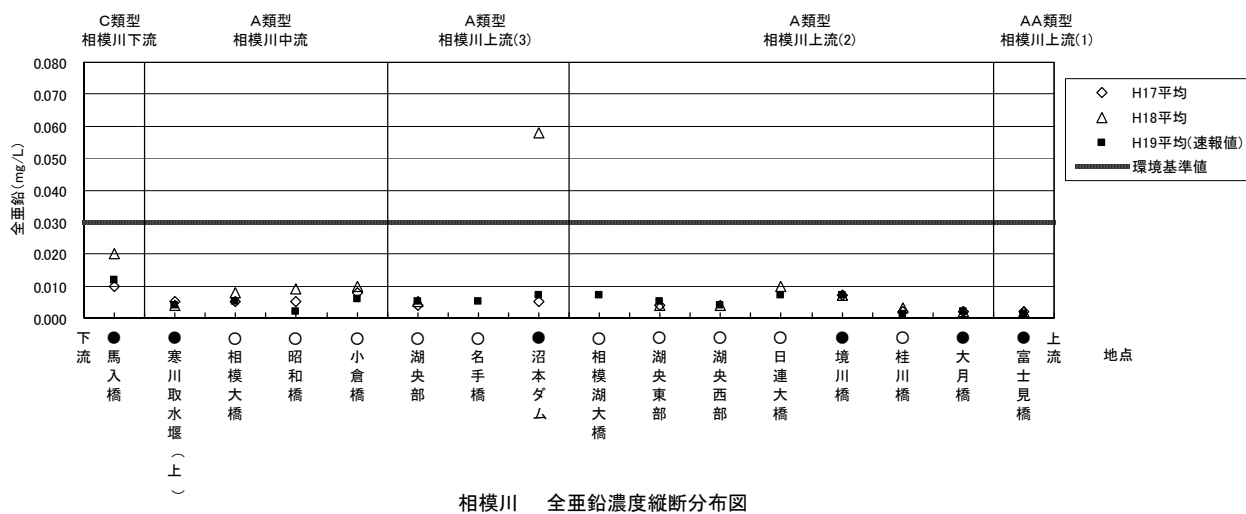 C類型
相模川下流
A類型
相模川中流
A類型
相模川上流(3)
A類型
相模川上流(2)
AA類型
相模川上流(1)
全亜鉛(mg/L)
0.080
0.070
0.060
0.050
0.040
0.030
0.020
0.010
0.000
H17平均
H18平均
H19平均(速報値)
環境基準値
下流
馬入橋
寒川取水堰(上)
相模大橋
昭和橋
小倉橋
湖央部
名手橋
沼本ダム
相模湖大橋
湖央東部
湖央西部
日連大橋
境川橋
桂川橋
大月橋
富士見橋
上流
地点
相模川 全亜鉛濃度縦断分布図